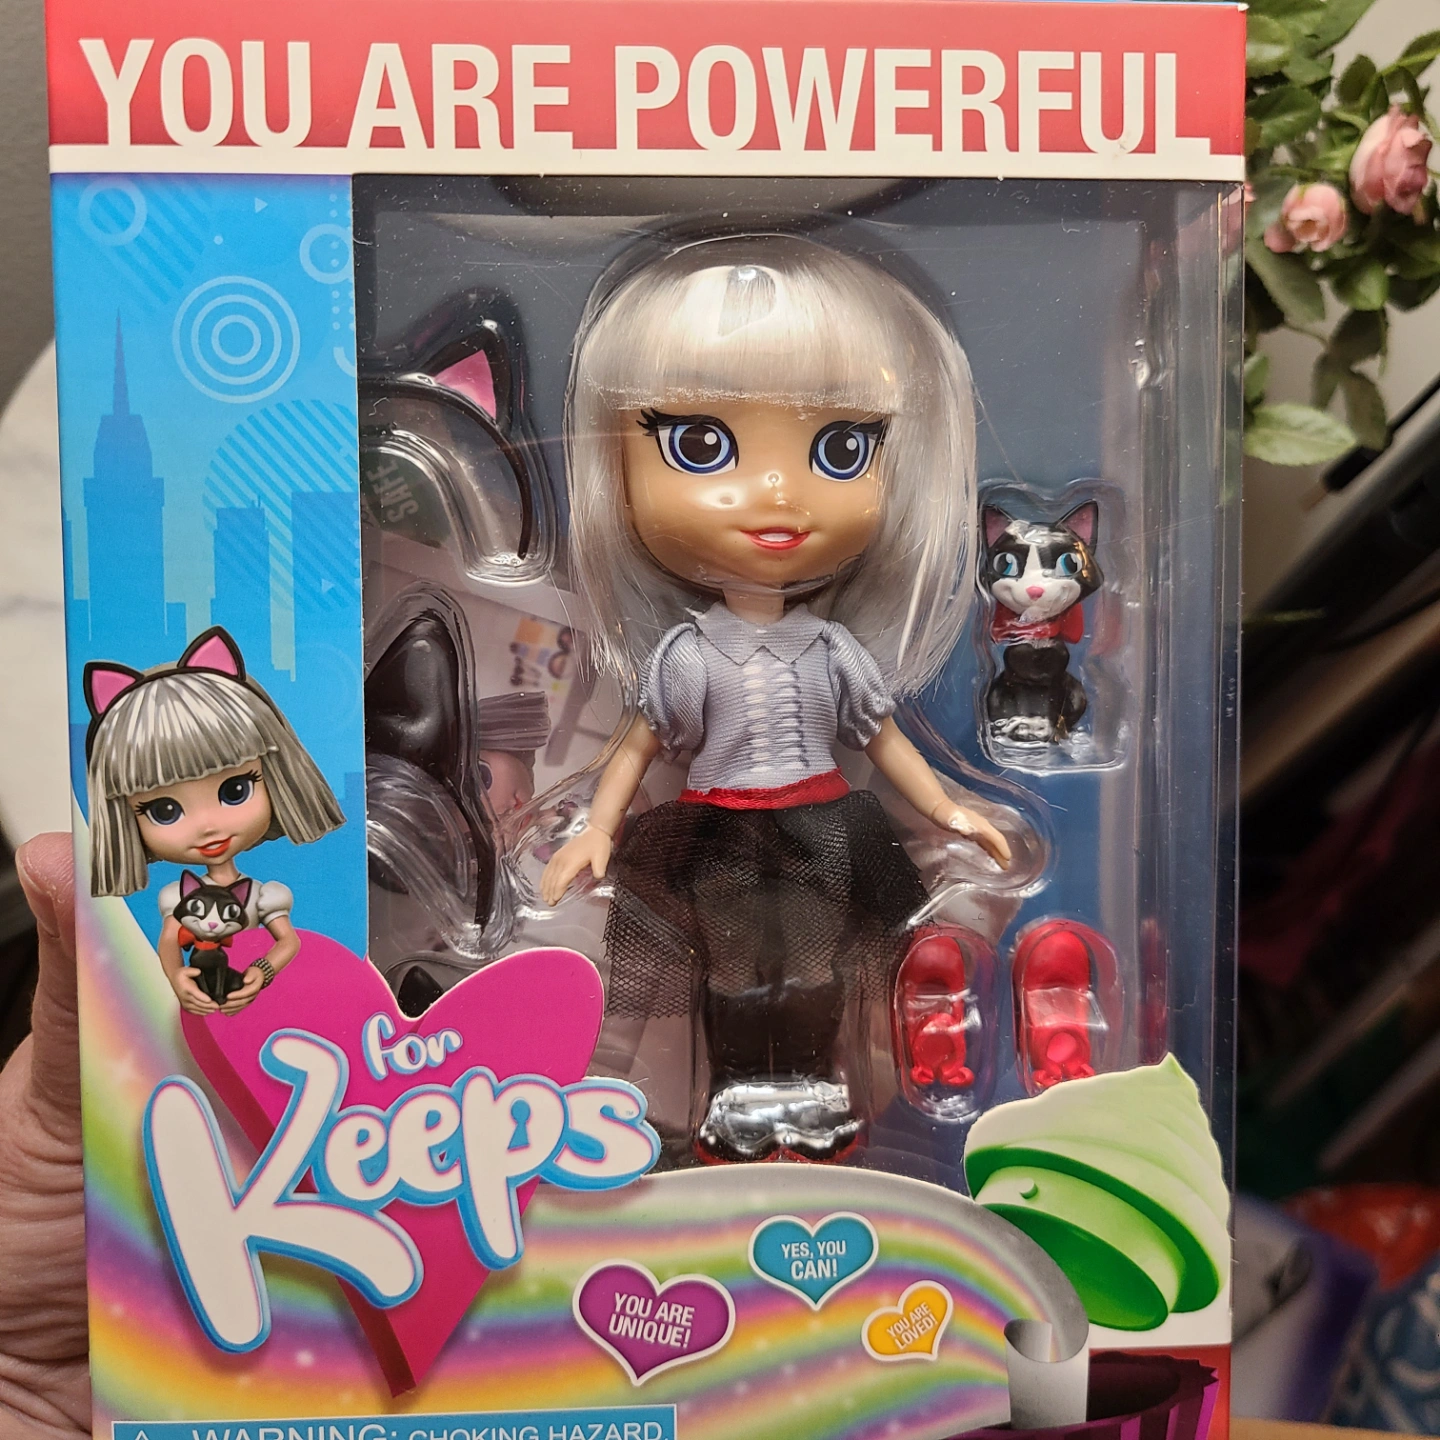 YOU ARE POWERFUL
SAFE
for
Keeps
YES, YOU
CAN!
YOU ARE
UNIQUE!
YOU ARE
LOVED!
WARNING: CHOKING HAZARD.